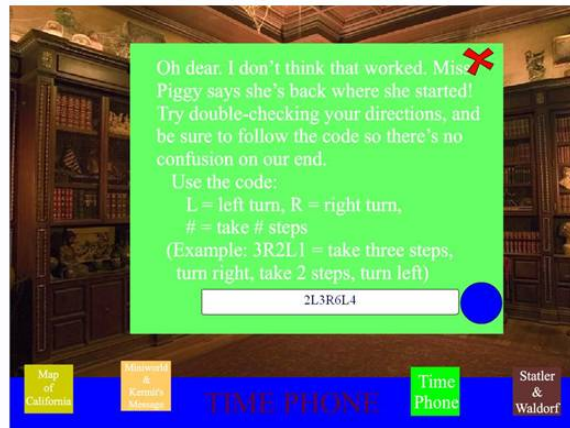 Oh dear. I don't think that worked. Miss
Piggy says she's back where she started!
Try double-checking your directions, and
be sure to follow the code so there's no
confusion on our end.
Use the code:
L = left turn, R = right turn,
# = take # steps
(Example: 3R2L1 = take three steps,
turn right, take 2 steps, turn left)
2L3R6L4
Map
of
California
Miniworld
&
Kermit's
Message
TIME PHONE
Time
Phone
Statler
&
Waldorf